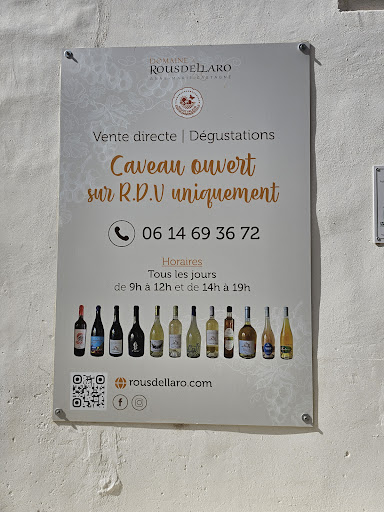 DOMAINE
ROUSDELLARO
Vente directe | Dégustations
Caveau ouvert
sur R.D.V uniquement
06 14 69 36 72
Horaires
Tous les jours
de 9h à 12h et de 14h à 19h
rousdellaro.com